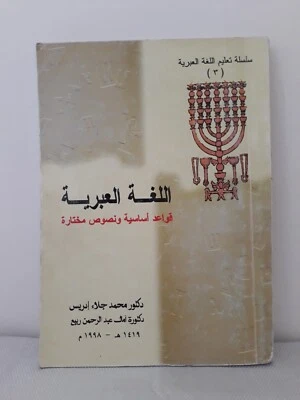 سلسلة تعليم اللغة العبرية
( ٣ )
اللغة العبرية
قواعد أساسية ونصوص مختارة
دكتور محمد جلاء إدريس
دكتورة امال عبد الرحمن ربيع
١٤١٩ هـ - ١٩٩٨ م